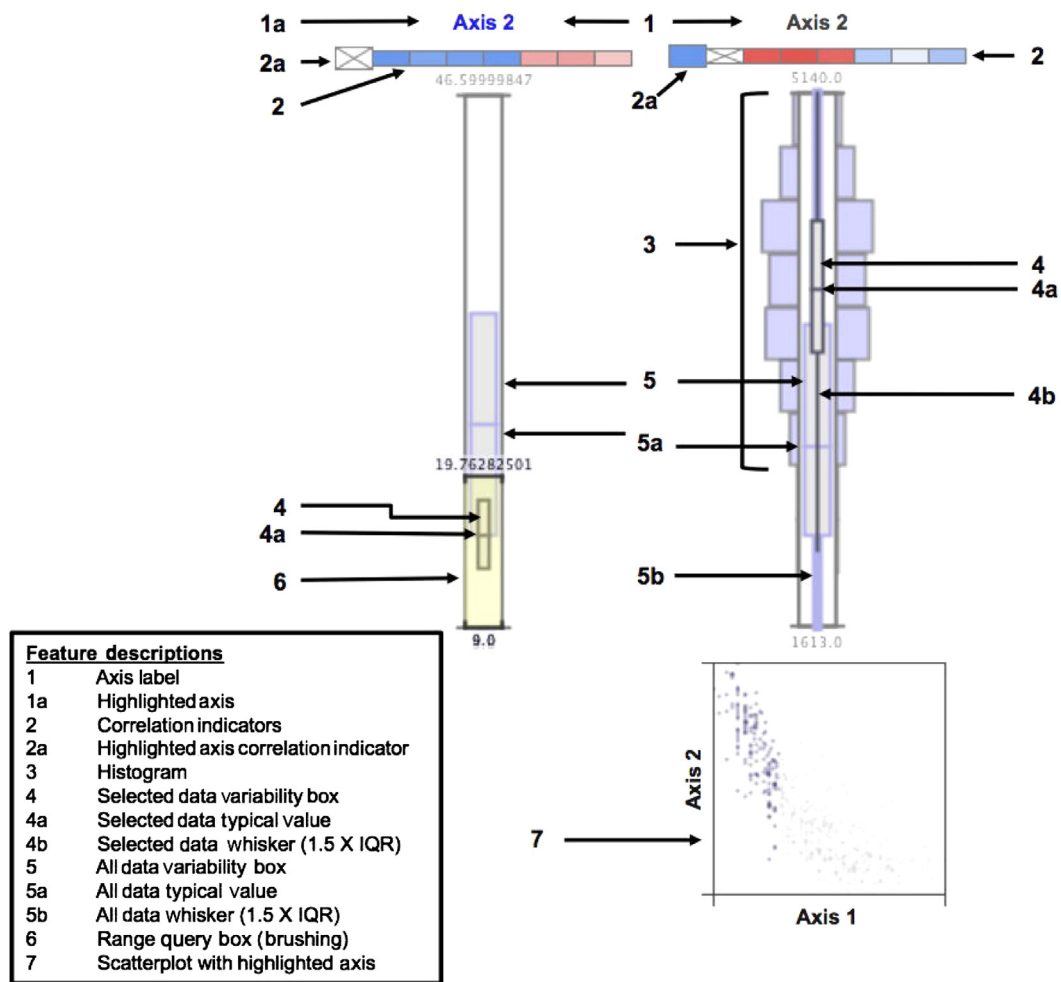 1a Axis 2 1 Axis 2
2a 2
46.59999847 5140.0
2 2a
3 4
4a
5 4b
5a
19.76282501
4
4a
6 5b
9.0 1613.0
Feature descriptions
1 Axis label
1a Highlighted axis
2 Correlation indicators
2a Highlighted axis correlation indicator
3 Histogram
4 Selected data variability box
4a Selected data typical value
4b Selected data whisker (1.5 X IQR)
5 All data variability box
5a All data typical value
5b All data whisker (1.5 X IQR)
6 Range query box (brushing)
7 Scatterplot with highlighted axis
Axis 2
7
Axis 1